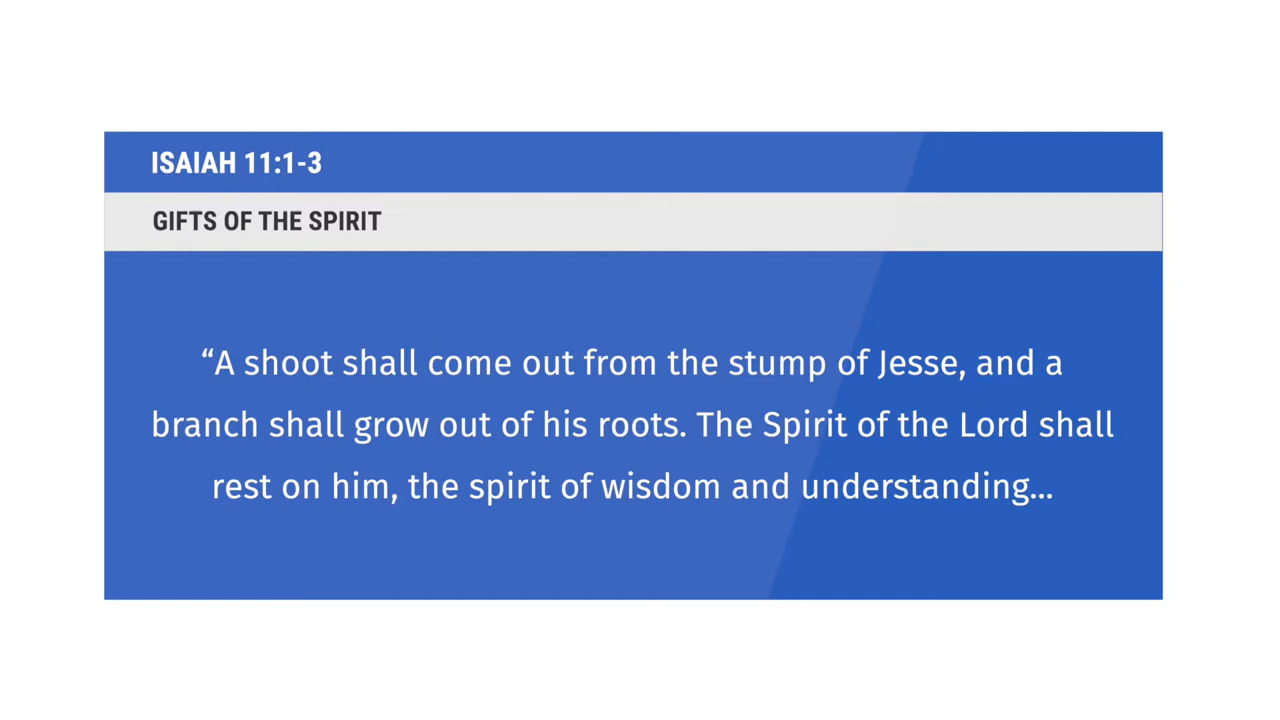 ISAIAH 11:1-3
GIFTS OF THE SPIRIT
“A shoot shall come out from the stump of Jesse, and a
branch shall grow out of his roots. The Spirit of the Lord shall
rest on him, the spirit of wisdom and understanding...